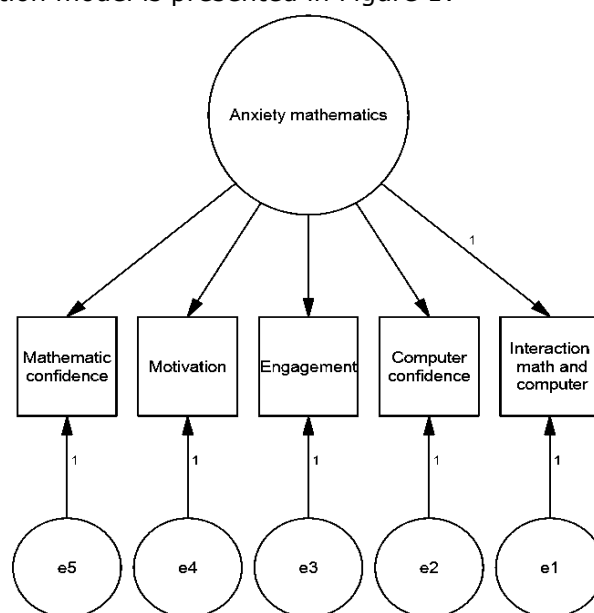 tion model is presented in Figure 1.
Anxiety mathematics
1
Mathematic
confidence
Motivation
Engagement
Computer
confidence
Interaction
math and
computer
1
1
1
1
1
e5
e4
e3
e2
e1